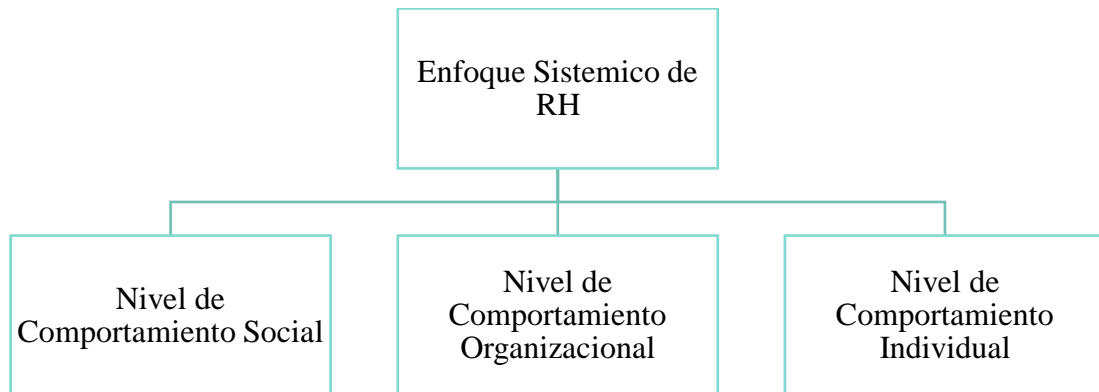 Enfoque Sistemico de
RH
Nivel de
Comportamiento Social
Nivel de
Comportamiento
Organizacional
Nivel de
Comportamiento
Individual